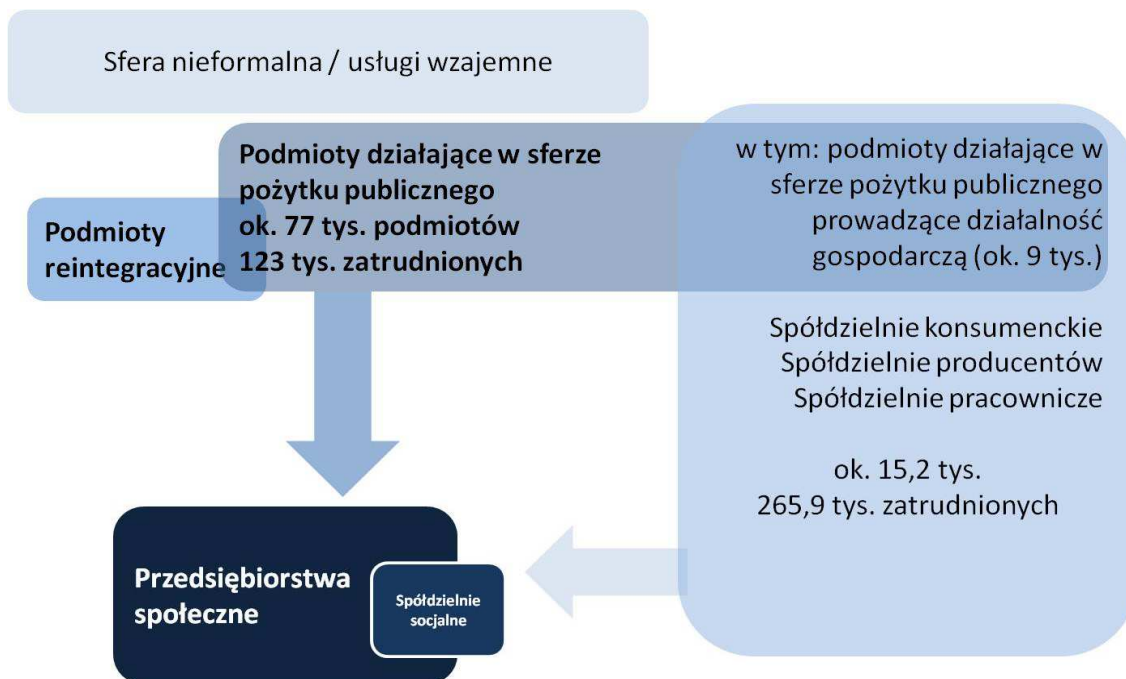 Sfera nieformalna / usługi wzajemne
Podmioty działające w sferze
pożytku publicznego
ok. 77 tys. podmiotów
123 tys. zatrudnionych
w tym: podmioty działające w
sferze pożytku publicznego
prowadzące działalność
gospodarczą (ok. 9 tys.)
Podmioty
reintegracyjne
Spółdzielnie konsumenckie
Spółdzielnie producentów
Spółdzielnie pracownicze
ok. 15,2 tys.
265,9 tys. zatrudnionych
Przedsiębiorstwa
społeczne
Spółdzielnie
socjalne